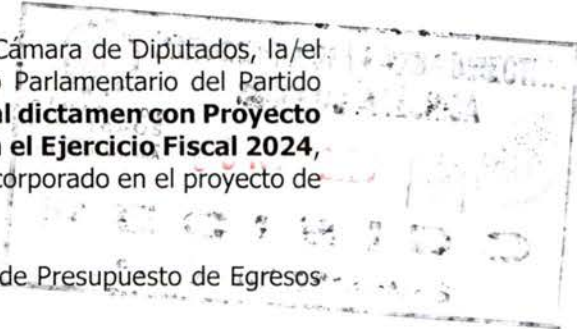 Cámara de Diputados, la/el
Parlamentario del Partido
al dictamen con Proyecto
el Ejercicio Fiscal 2024,
corporado en el proyecto de
RECIBIDO
de Presupuesto de Egresos